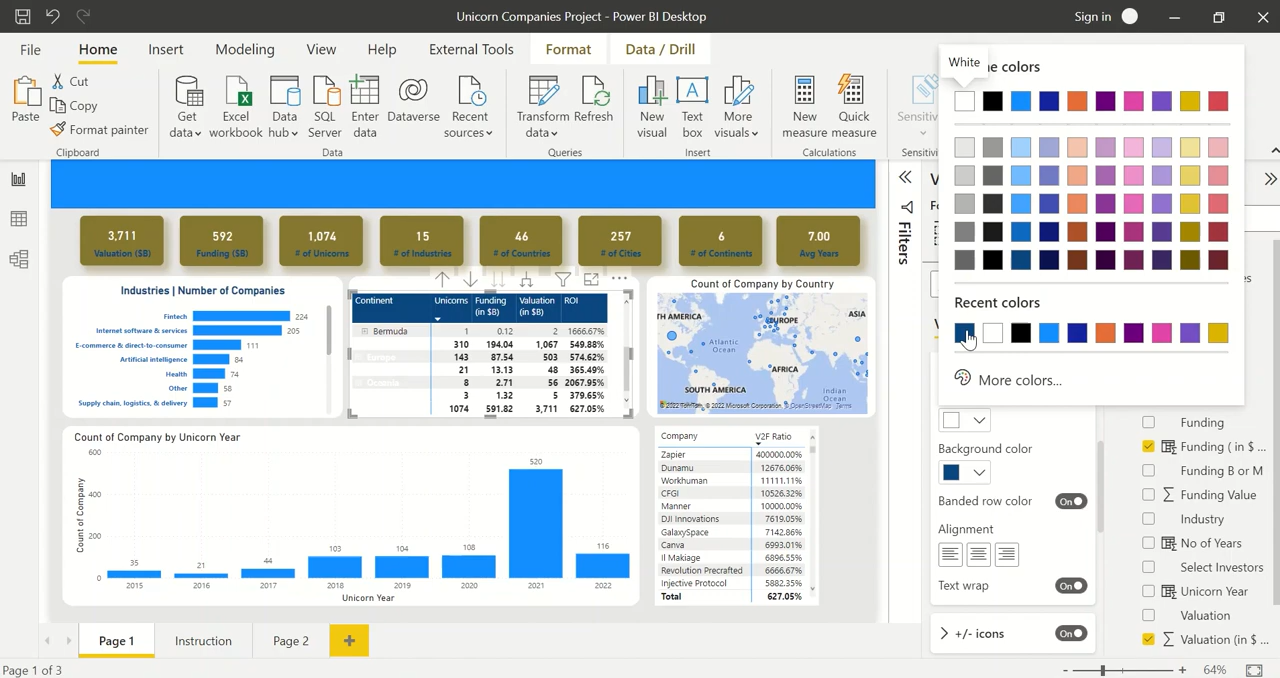 Unicorn Companies Project - Power BI Desktop
Sign in
File
Home
Insert
Modeling
View
Help
External Tools
Format
Data / Drill
Paste
Cut
Copy
Format painter
Clipboard
Get data
Excel workbook
Data hub
SQL Server
Enter data
Dataverse
Recent sources
Data
Transform data
Refresh
Queries
New visual
Text box
More visuals
Insert
New measure
Quick measure
Calculations
White
colors
Recent colors
More colors...
3,711
Valuation ($B)
592
Funding ($B)
1,074
# of Unicorns
15
# of Industries
46
# of Countries
257
# of Cities
6
# of Continents
7.00
Avg Years
Filters
Industries | Number of Companies
Fintech 224
Internet software & services 205
E-commerce & direct-to-consumer 111
Artificial intelligence 84
Health 74
Other 58
Supply chain, logistics, & delivery 57
Continent Unicorns Funding (in $B) Valuation (in $B) ROI
Bermuda 1 0.12 2 1666.67%
310 194.04 1,067 549.88%
Europe 143 87.54 503 574.62%
21 13.13 48 365.49%
Oceania 8 2.71 56 2067.95%
3 1.32 5 379.65%
1074 591.82 3,711 627.05%
Count of Company by Country
EUROPE
ASIA
Atlantic
Ocean
AFRICA
SOUTH AMERICA
Indian
Ocean
Count of Company by Unicorn Year
Count of Company
600
400
200
0
35
21
44
103
104
108
520
116
2015
2016
2017
2018
2019
2020
2021
2022
Unicorn Year
Company V2F Ratio
Zapier 400000.00%
Dunamu 12676.06%
Workhuman 11111.11%
CFGI 10526.32%
Manner 10000.00%
DJI Innovations 7619.05%
GalaxySpace 7142.86%
Canva 6993.01%
Il Makiage 6896.55%
Revolution Precrafted 6666.67%
Injective Protocol 5882.35%
Total 627.05%
Background color
Banded row color On
Alignment
Text wrap On
+/- icons On
Funding
Funding ( in $ ...
Funding B or M
Funding Value
Industry
No of Years
Select Investors
Unicorn Year
Valuation
Valuation (in $ ...
Page 1
Instruction
Page 2
+
Page 1 of 3
- + 64%